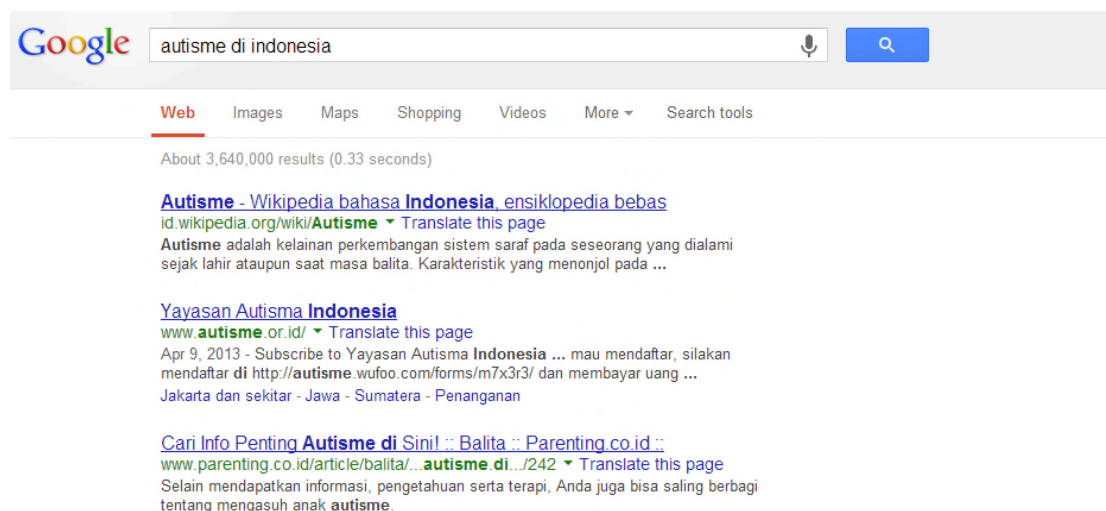 Google autisme di indonesia
Web Images Maps Shopping Videos More Search tools
About 3,640,000 results (0.33 seconds)
Autisme - Wikipedia bahasa Indonesia, ensiklopedia bebas
id.wikipedia.org/wiki/Autisme Translate this page
Autisme adalah kelainan perkembangan sistem saraf pada seseorang yang dialami
sejak lahir ataupun saat masa balita. Karakteristik yang menonjol pada ...
Yayasan Autisma Indonesia
www.autisme.or.id/ Translate this page
Apr 9, 2013 - Subscribe to Yayasan Autisma Indonesia ... mau mendaftar, silakan
mendaftar di http://autisme.wufoo.com/forms/m7x3r3/ dan membayar uang ...
Jakarta dan sekitar - Jawa - Sumatera - Penanganan
Cari Info Penting Autisme di Sini! :: Balita :: Parenting.co.id ::
www.parenting.co.id/article/balita/...autisme.di.../242 Translate this page
Selain mendapatkan informasi, pengetahuan serta terapi, Anda juga bisa saling berbagi
tentang mengasuh anak autisme.